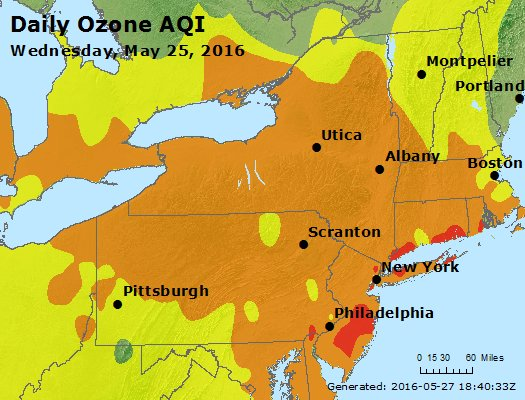 Daily Ozone AQI
Wednesday, May 25, 2016
Montpelier
Portland
Utica
Albany
Boston
Scranton
New York
Pittsburgh
Philadelphia
0 15 30 60 Miles
Generated: 2016-05-27 18:40:33Z